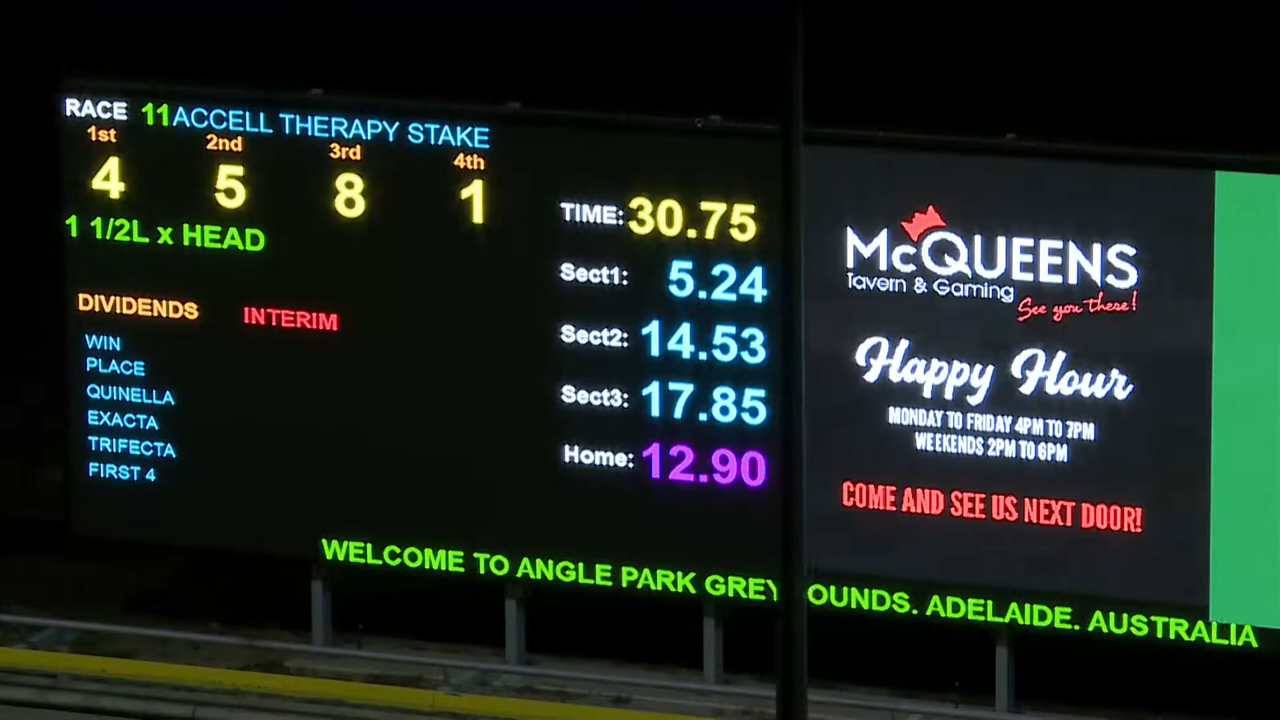 RACE 11 ACCELL THERAPY STAKE
1st 2nd 3rd 4th
4 5 8 1
1 1/2L x HEAD
DIVIDENDS INTERIM
WIN
PLACE
QUINELLA
EXACTA
TRIFECTA
FIRST 4
TIME: 30.75
Sect1: 5.24
Sect2: 14.53
Sect3: 17.85
Home: 12.90
McQUEENS
Tavern & Gaming
See you there!
Happy Hour
MONDAY TO FRIDAY 4PM TO 7PM
WEEKENDS 2PM TO 6PM
COME AND SEE US NEXT DOOR!
WELCOME TO ANGLE PARK GREY OUNDS. ADELAIDE. AUSTRALIA